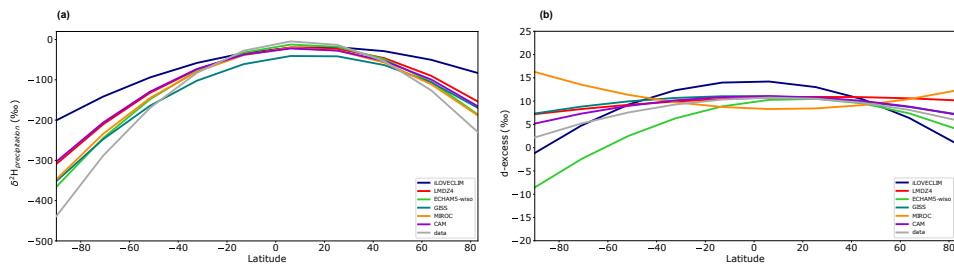 (a)
δ²H precipitation (‰)
0
−100
−200
−300
−400
−500
−80 −60 −40 −20 0 20 40 60 80
Latitude
iLOVECLIM
LMDZ4
ECHAM5-wiso
GISS
MIROC
CAM
data
(b)
d-excess (‰)
25
20
15
10
5
0
−5
−10
−15
−20
−80 −60 −40 −20 0 20 40 60 80
Latitude
iLOVECLIM
LMDZ4
ECHAM5-wiso
GISS
MIROC
CAM
data